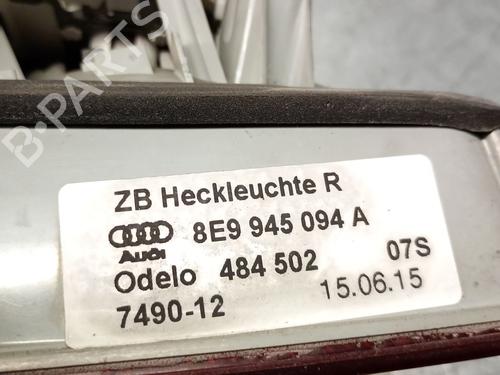 B-PARTS
ZB Heckleuchte R
Audi 8E9 945 094 A
Odelo 484 502 07S
7490-12 15.06.15